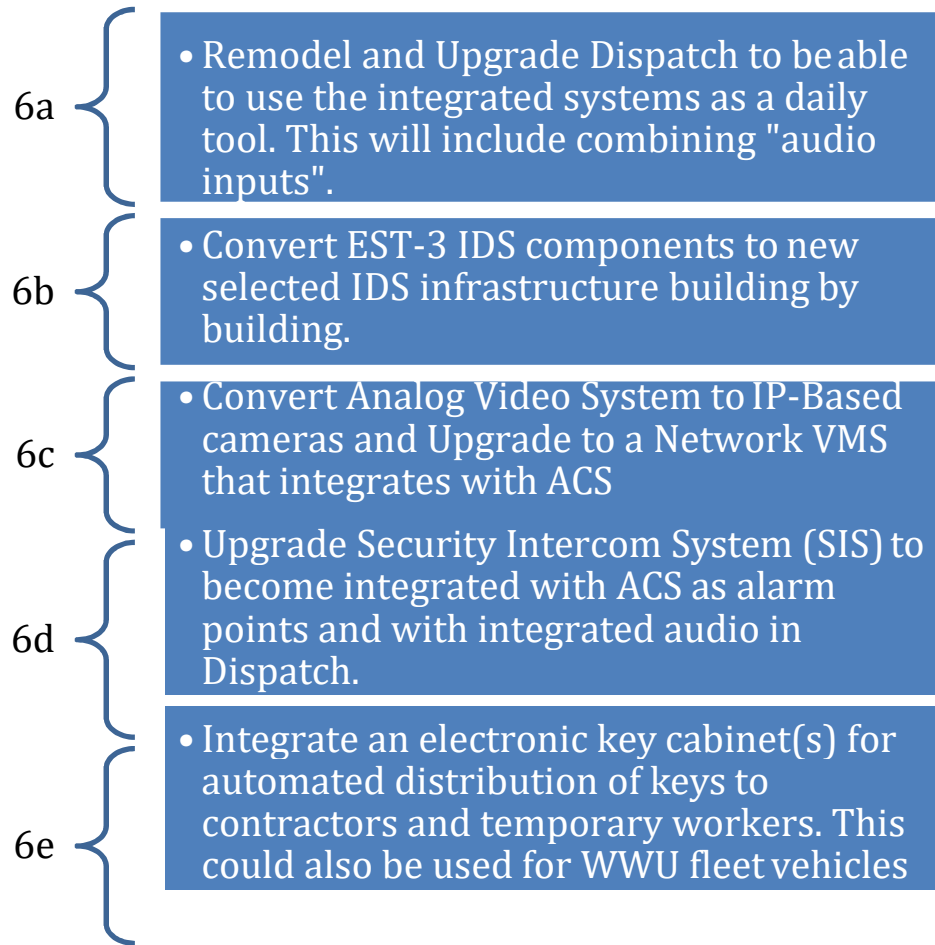 6a
• Remodel and Upgrade Dispatch to be able
to use the integrated systems as a daily
tool. This will include combining "audio
inputs".
6b
• Convert EST-3 IDS components to new
selected IDS infrastructure building by
building.
6c
• Convert Analog Video System to IP-Based
cameras and Upgrade to a Network VMS
that integrates with ACS
6d
• Upgrade Security Intercom System (SIS) to
become integrated with ACS as alarm
points and with integrated audio in
Dispatch.
6e
• Integrate an electronic key cabinet(s) for
automated distribution of keys to
contractors and temporary workers. This
could also be used for WWU fleet vehicles